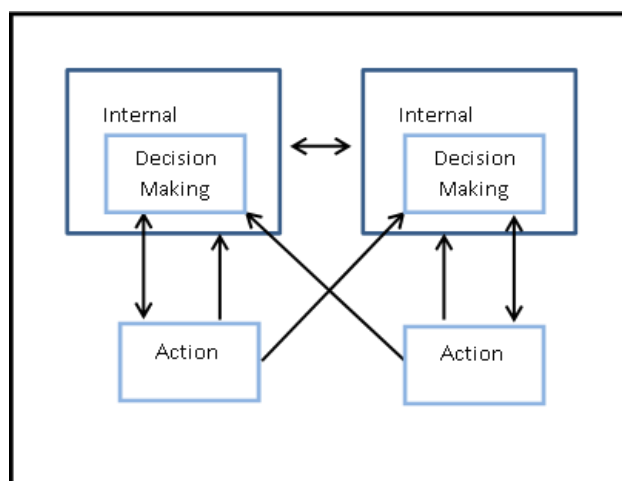 Internal
Decision
Making
Internal
Decision
Making
Action
Action